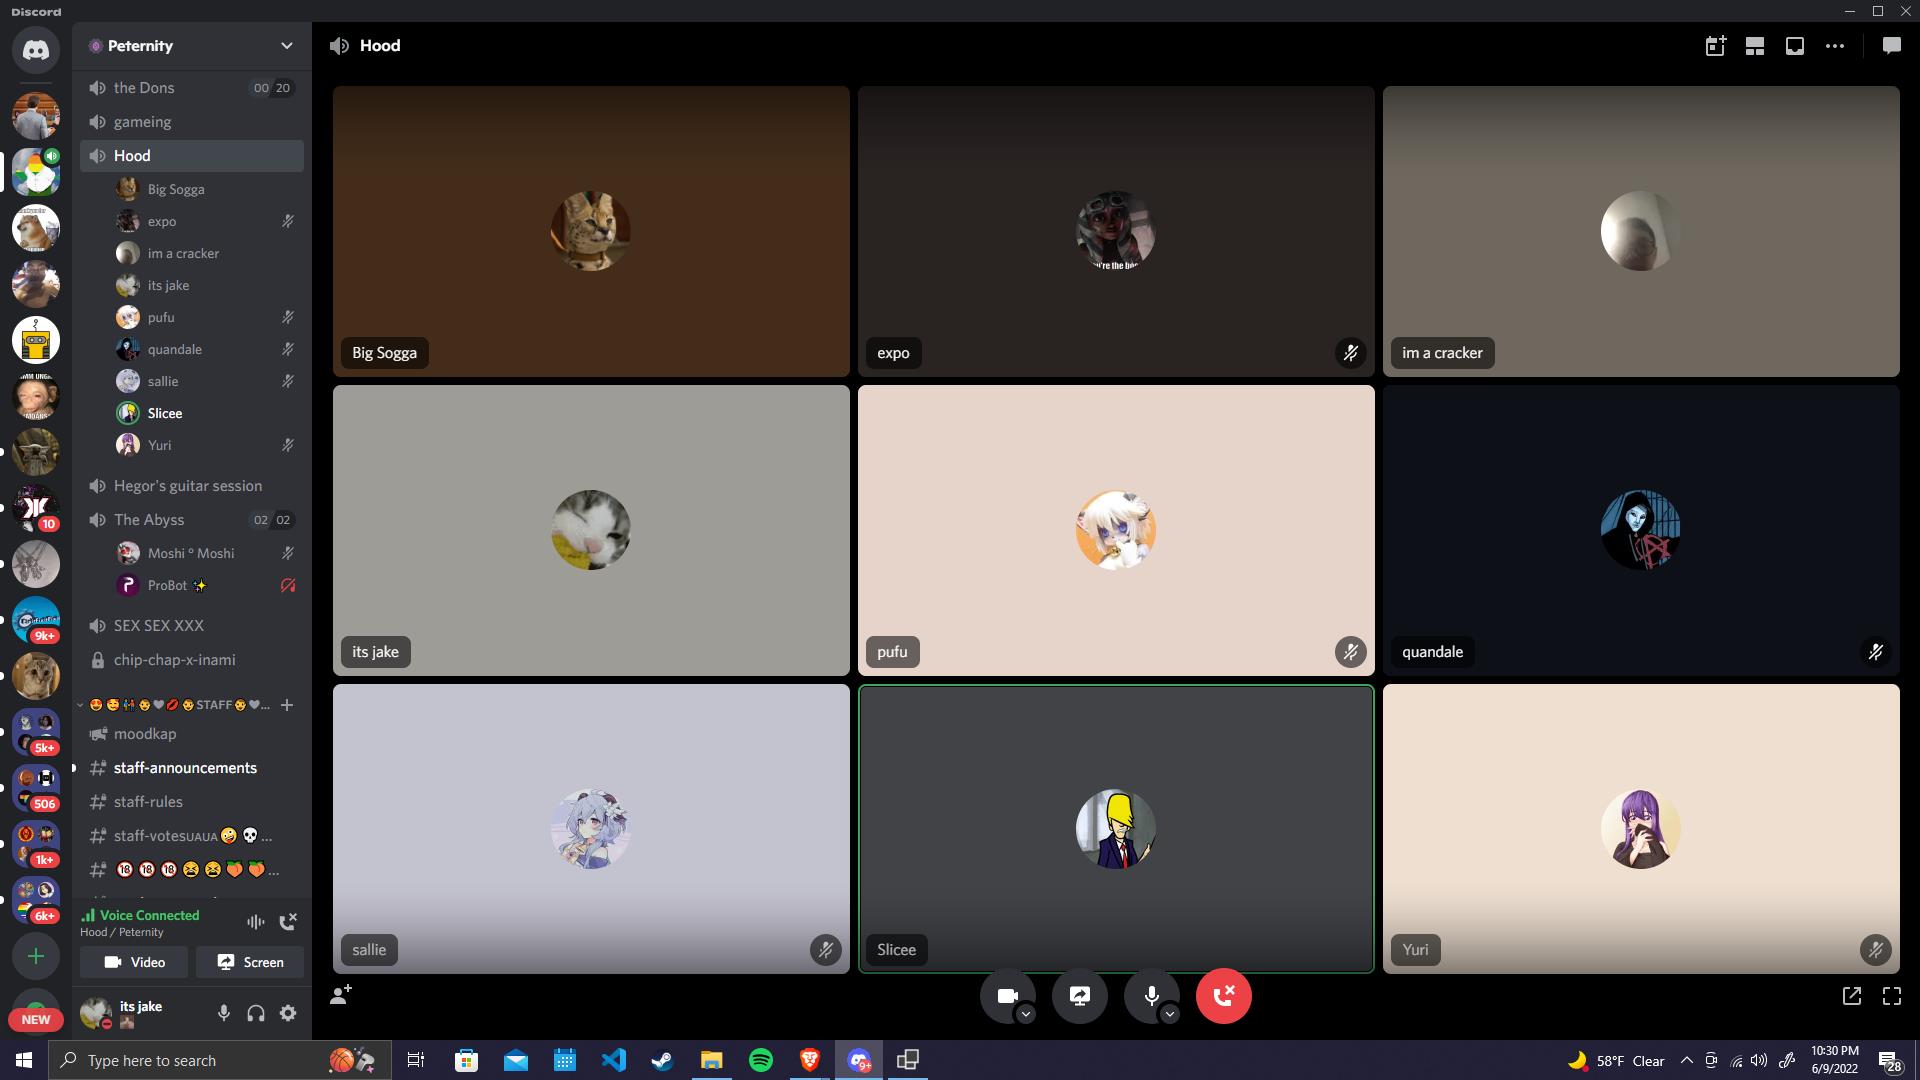 Discord
Peternity
Hood
the Dons 00 20
gameing
Hood
Big Sogga
expo
im a cracker
its jake
pufu
quandale
sallie
Slicee
Yuri
Hegor's guitar session
The Abyss 02 02
Moshi º Moshi
ProBot ✨
SEX SEX XXX
chip-chap-x-inami
😍 🥰 👬 👨❤💋👨STAFF👨❤...
moodkap
staff-announcements
staff-rules
staff-votesᴜᴀᴜᴀ🤪 💀 ...
🔞 🔞 🔞 😫 😫 🍑 🍑 ...
Voice Connected
Hood / Peternity
Video Screen
its jake
10
9k+
5k+
506
1k+
6k+
NEW
Big Sogga
expo
im a cracker
its jake
pufu
quandale
sallie
Slicee
Yuri
Type here to search
9+
58°F Clear
10:30 PM
6/9/2022
28